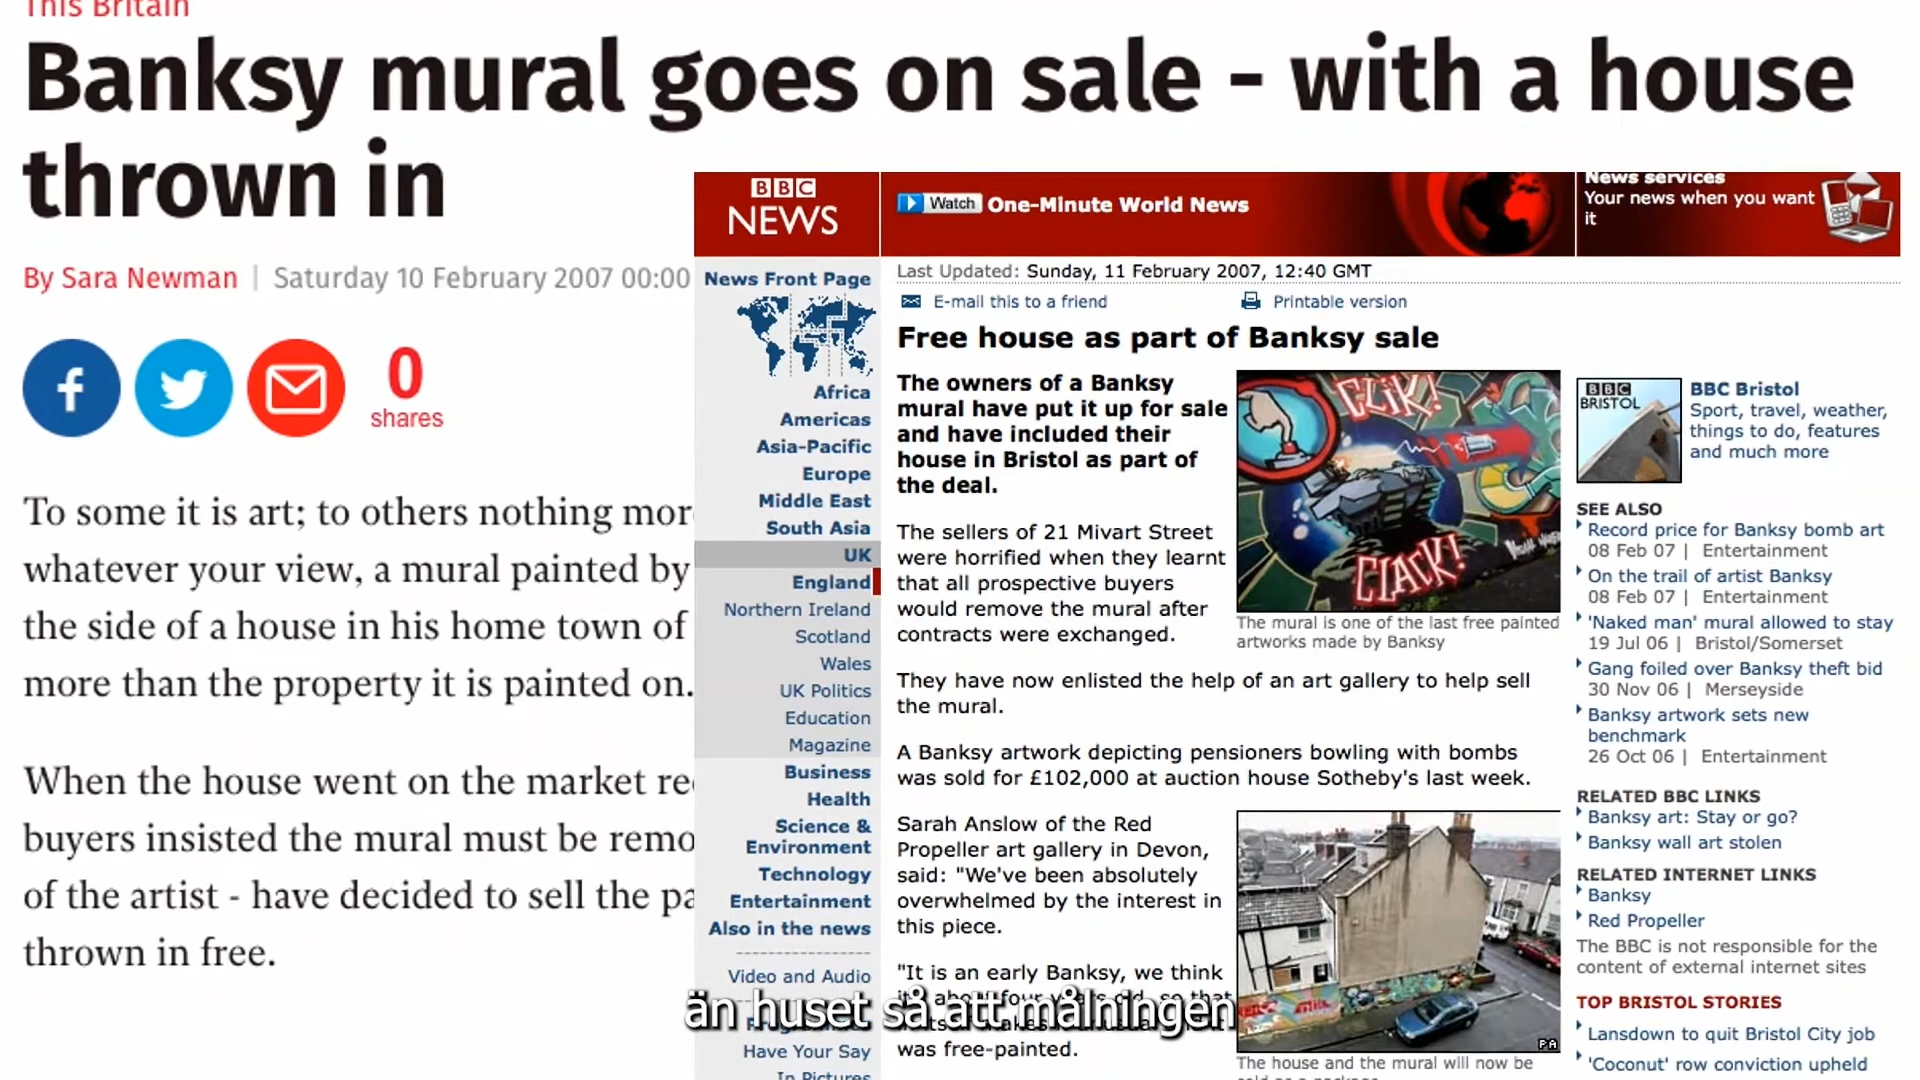 This Britain
Banksy mural goes on sale - with a house
thrown in
By Sara Newman | Saturday 10 February 2007 00:00
0
shares
To some it is art; to others nothing mor
whatever your view, a mural painted by
the side of a house in his home town of
more than the property it is painted on.
When the house went on the market re
buyers insisted the mural must be remo
of the artist - have decided to sell the pa
thrown in free.
BBC
NEWS
Watch One-Minute World News
News services
Your news when you want
it
News Front Page
Africa
Americas
Asia-Pacific
Europe
Middle East
South Asia
UK
England
Northern Ireland
Scotland
Wales
UK Politics
Education
Magazine
Business
Health
Science &
Environment
Technology
Entertainment
Also in the news
Video and Audio
Have Your Say
In Pictures
Last Updated: Sunday, 11 February 2007, 12:40 GMT
E-mail this to a friend
Printable version
Free house as part of Banksy sale
The owners of a Banksy
mural have put it up for sale
and have included their
house in Bristol as part of
the deal.
The sellers of 21 Mivart Street
were horrified when they learnt
that all prospective buyers
would remove the mural after
contracts were exchanged.
CLIK!
CLACK!
The mural is one of the last free painted
artworks made by Banksy
They have now enlisted the help of an art gallery to help sell
the mural.
A Banksy artwork depicting pensioners bowling with bombs
was sold for £102,000 at auction house Sotheby's last week.
Sarah Anslow of the Red
Propeller art gallery in Devon,
said: "We've been absolutely
overwhelmed by the interest in
this piece.
"It is an early Banksy, we think
was free-painted.
PA
The house and the mural will now be
sold as a package
BBC
BRISTOL
BBC Bristol
Sport, travel, weather,
things to do, features
and much more
SEE ALSO
Record price for Banksy bomb art
08 Feb 07 | Entertainment
On the trail of artist Banksy
08 Feb 07 | Entertainment
'Naked man' mural allowed to stay
19 Jul 06 | Bristol/Somerset
Gang foiled over Banksy theft bid
30 Nov 06 | Merseyside
Banksy artwork sets new
benchmark
26 Oct 06 | Entertainment
RELATED BBC LINKS
Banksy art: Stay or go?
Banksy wall art stolen
RELATED INTERNET LINKS
Banksy
Red Propeller
The BBC is not responsible for the
content of external internet sites
TOP BRISTOL STORIES
Lansdown to quit Bristol City job
'Coconut' row conviction upheld
än huset så att målningen